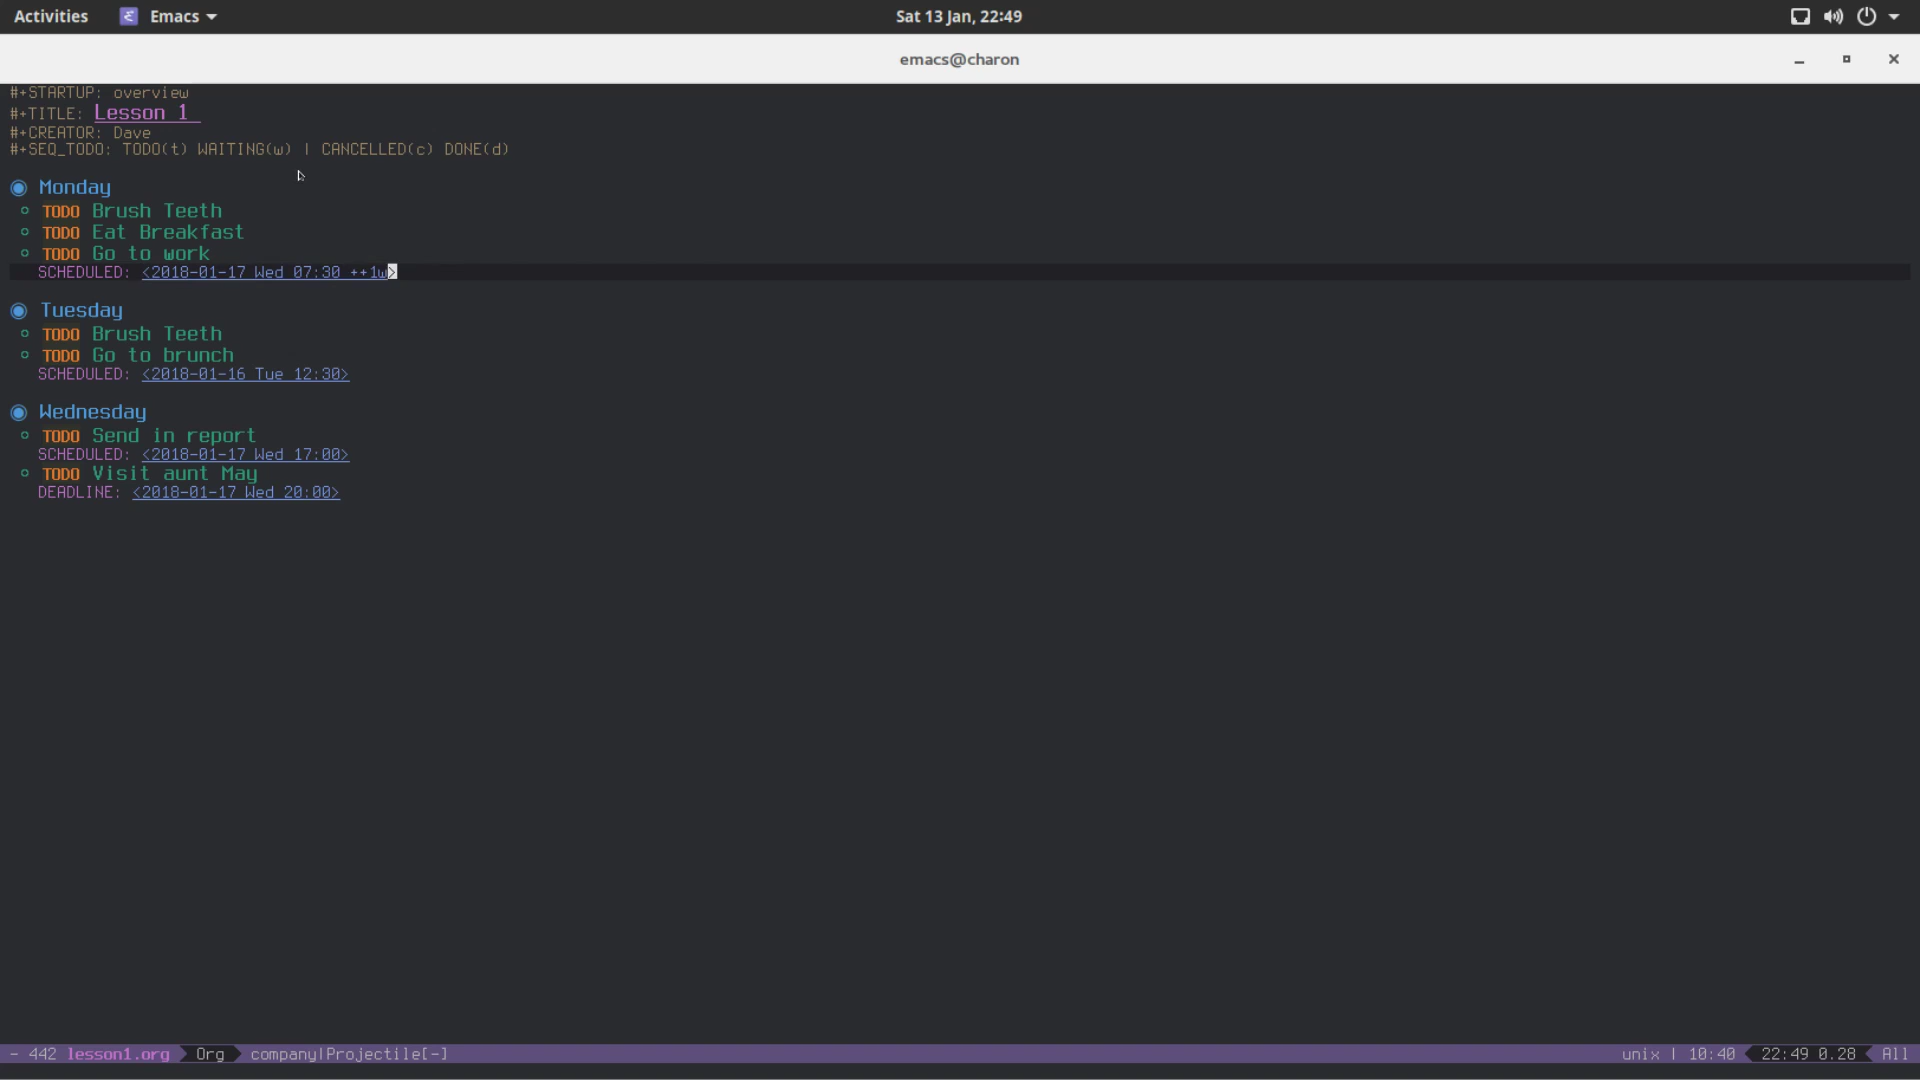 Activities Emacs Sat 13 Jan, 22:49
emacs@charon
#+STARTUP: overview
#+TITLE: Lesson 1
#+CREATOR: Dave
#+SEQ_TODO: TODO(t) WAITING(w) | CANCELLED(c) DONE(d)
Monday
TODO Brush Teeth
TODO Eat Breakfast
TODO Go to work
SCHEDULED: <2018-01-17 Wed 07:30 ++1w>
Tuesday
TODO Brush Teeth
TODO Go to brunch
SCHEDULED: <2018-01-16 Tue 12:30>
Wednesday
TODO Send in report
SCHEDULED: <2018-01-17 Wed 17:00>
TODO Visit aunt May
DEADLINE: <2018-01-17 Wed 20:00>
- 442 lesson1.org Org company|Projectile[-] unix | 10:40 22:49 0.28 All